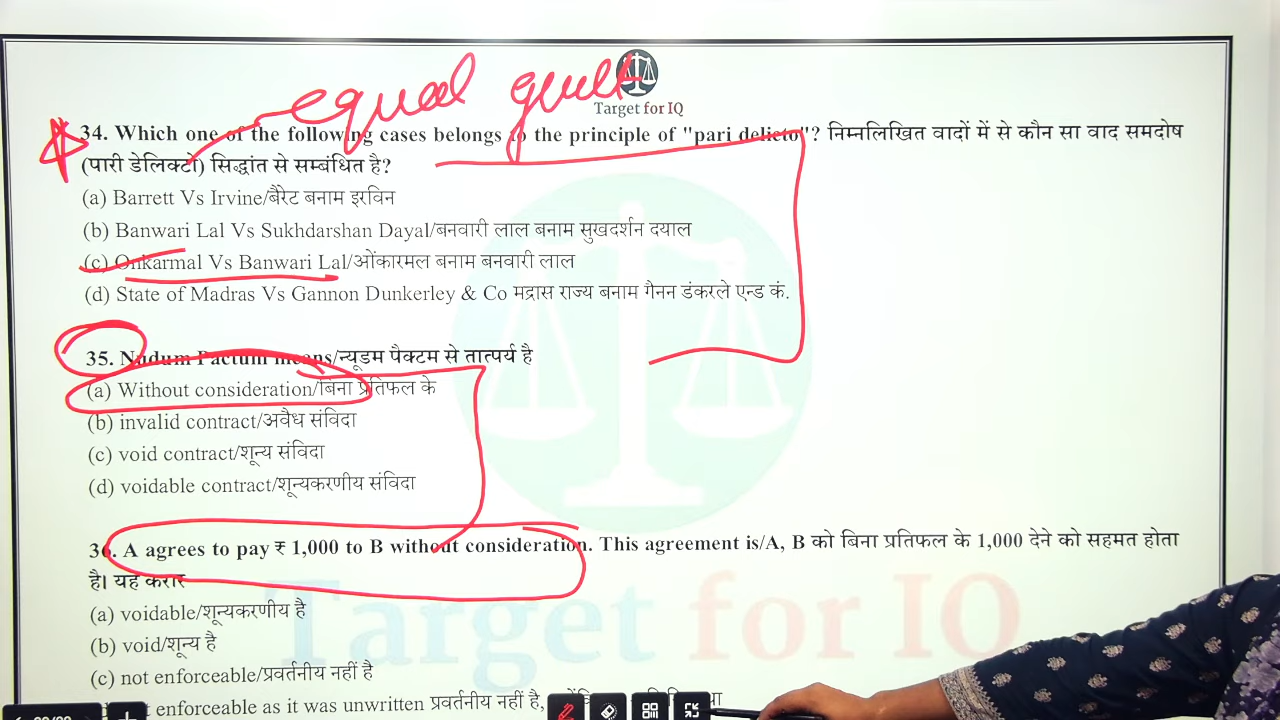 equal guilt
Target for IQ
34. Which one of the following cases belongs to the principle of "pari delicto"? निम्नलिखित वादों में से कौन सा वाद समदोष
(पारी डेलिक्टो) सिद्धांत से सम्बंधित है?
(a) Barrett Vs Irvine/बैरेट बनाम इरविन
(b) Banwari Lal Vs Sukhdarshan Dayal/बनवारी लाल बनाम सुखदर्शन दयाल
(c) Onkarmal Vs Banwari Lal/ओंकारमल बनाम बनवारी लाल
(d) State of Madras Vs Gannon Dunkerley & Co मद्रास राज्य बनाम गैनन डंकरले एन्ड कं.
35. Nudum Pactum means/न्यूडम पैक्टम से तात्पर्य है
(a) Without consideration/बिना प्रतिफल के
(b) invalid contract/अवैध संविदा
(c) void contract/शून्य संविदा
(d) voidable contract/शून्यकरणीय संविदा
36. A agrees to pay ₹ 1,000 to B without consideration. This agreement is/A, B को बिना प्रतिफल के 1,000 देने को सहमत होता
है। यह करार
(a) voidable/शून्यकरणीय है
(b) void/शून्य है
(c) not enforceable/प्रवर्तनीय नहीं है
enforceable as it was unwritten प्रवर्तनीय नहीं है,
Target for IQ